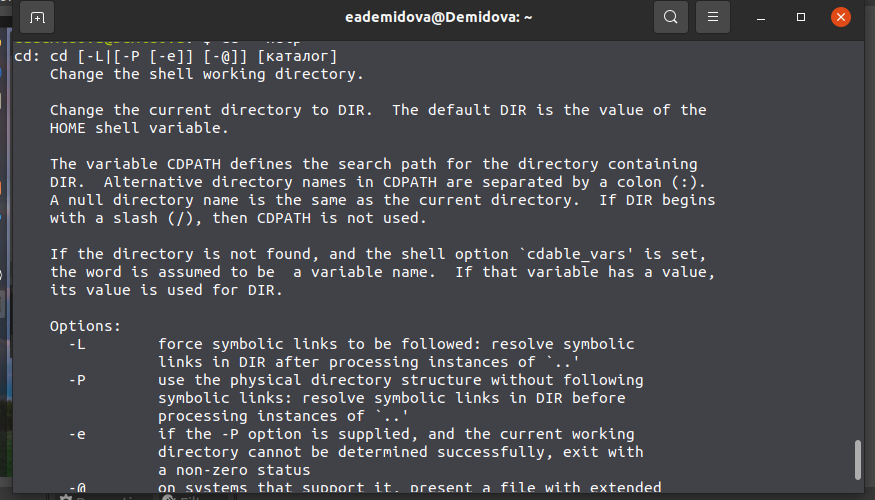 eademidova@Demidova: ~
cd: cd [-L|[-P [-e]] [-@]] [каталог]
Change the shell working directory.
Change the current directory to DIR.  The default DIR is the value of the
HOME shell variable.
The variable CDPATH defines the search path for the directory containing
DIR.  Alternative directory names in CDPATH are separated by a colon (:).
A null directory name is the same as the current directory.  If DIR begins
with a slash (/), then CDPATH is not used.
If the directory is not found, and the shell option `cdable_vars' is set,
the word is assumed to be  a variable name.  If that variable has a value,
its value is used for DIR.
Options:
-L        force symbolic links to be followed: resolve symbolic
links in DIR after processing instances of `..'
-P        use the physical directory structure without following
symbolic links: resolve symbolic links in DIR before
processing instances of `..'
-e        if the -P option is supplied, and the current working
directory cannot be determined successfully, exit with
a non-zero status
-@        on systems that support it, present a file with extended